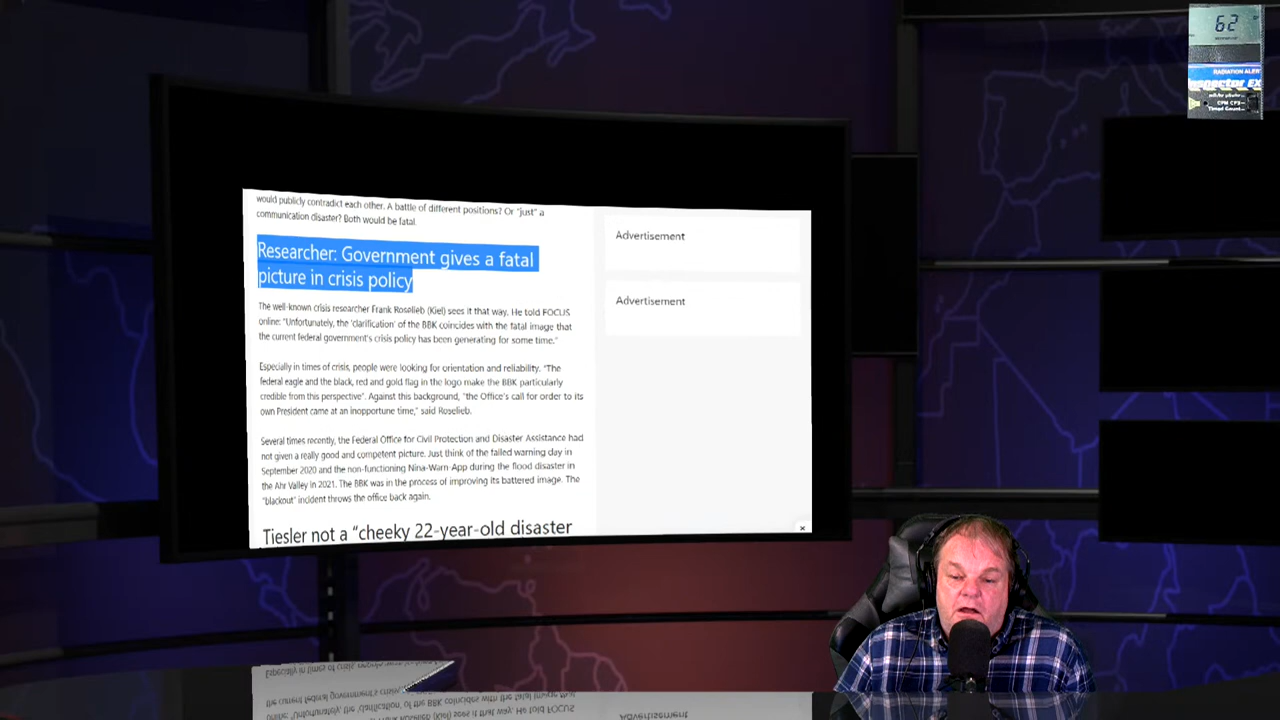 62
RADIATION ALERT
Inspector EX
CPM CPS
Timed Count
would publicly contradict each other. A battle of different positions? Or "just" a
communication disaster? Both would be fatal.
Researcher: Government gives a fatal
picture in crisis policy
The well-known crisis researcher Frank Roselieb (Kiel) sees it that way. He told FOCUS
online: "Unfortunately, the 'clarification' of the BBK coincides with the fatal image that
the current federal government's crisis policy has been generating for some time."
Especially in times of crisis, people were looking for orientation and reliability. "The
federal eagle and the black, red and gold flag in the logo make the BBK particularly
credible from this perspective". Against this background, "the Office's call for order to its
own President came at an inopportune time," said Roselieb.
Several times recently, the Federal Office for Civil Protection and Disaster Assistance had
not given a really good and competent picture. Just think of the failed warning day in
September 2020 and the non-functioning Nina-Warn-App during the flood disaster in
the Ahr Valley in 2021. The BBK was in the process of improving its battered image. The
"blackout" incident throws the office back again.
Tiesler not a "cheeky 22-year-old disaster
Advertisement
Advertisement